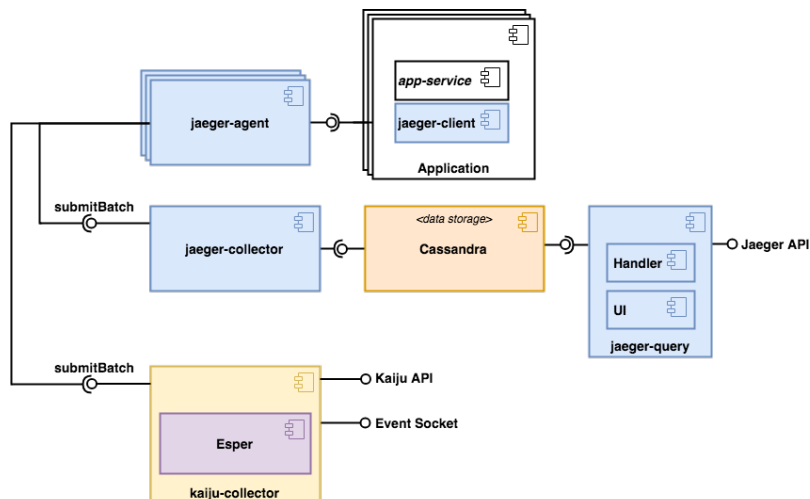 app-service
jaeger-agent
jaeger-client
Application
submitBatch
<data storage>
jaeger-collector
Cassandra
Jaeger API
Handler
UI
jaeger-query
submitBatch
Kaiju API
Event Socket
Esper
kaiju-collector